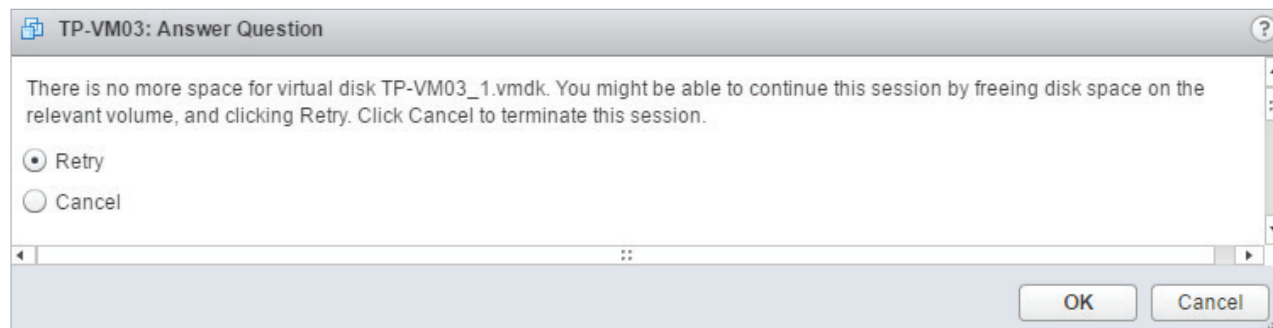 TP-VM03: Answer Question
?
There is no more space for virtual disk TP-VM03_1.vmdk. You might be able to continue this session by freeing disk space on the
relevant volume, and clicking Retry. Click Cancel to terminate this session.
Retry
Cancel
OK Cancel